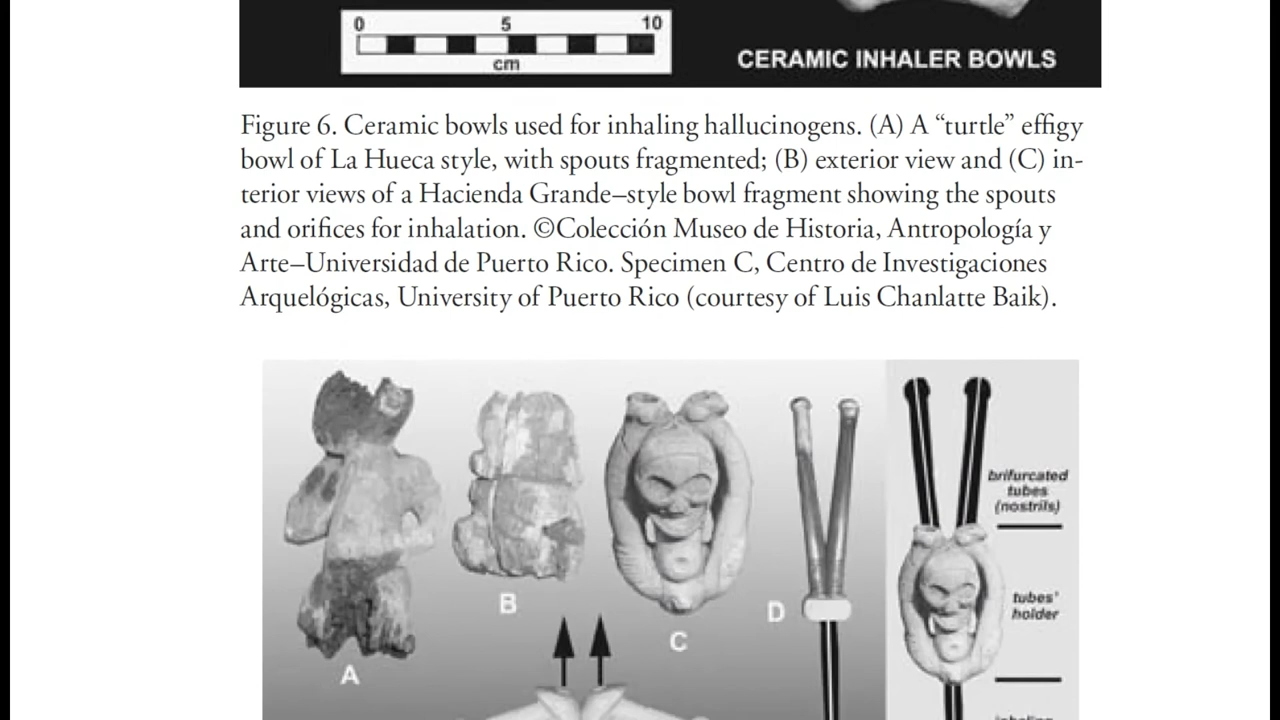 0 5 10
cm
CERAMIC INHALER BOWLS
Figure 6. Ceramic bowls used for inhaling hallucinogens. (A) A “turtle” effigy
bowl of La Hueca style, with spouts fragmented; (B) exterior view and (C) in-
terior views of a Hacienda Grande–style bowl fragment showing the spouts
and orifices for inhalation. ©Colección Museo de Historia, Antropología y
Arte–Universidad de Puerto Rico. Specimen C, Centro de Investigaciones
Arquelógicas, University of Puerto Rico (courtesy of Luis Chanlatte Baik).
brifurcated
tubes
(nostrils)
tubes’
holder
A
B
C
D